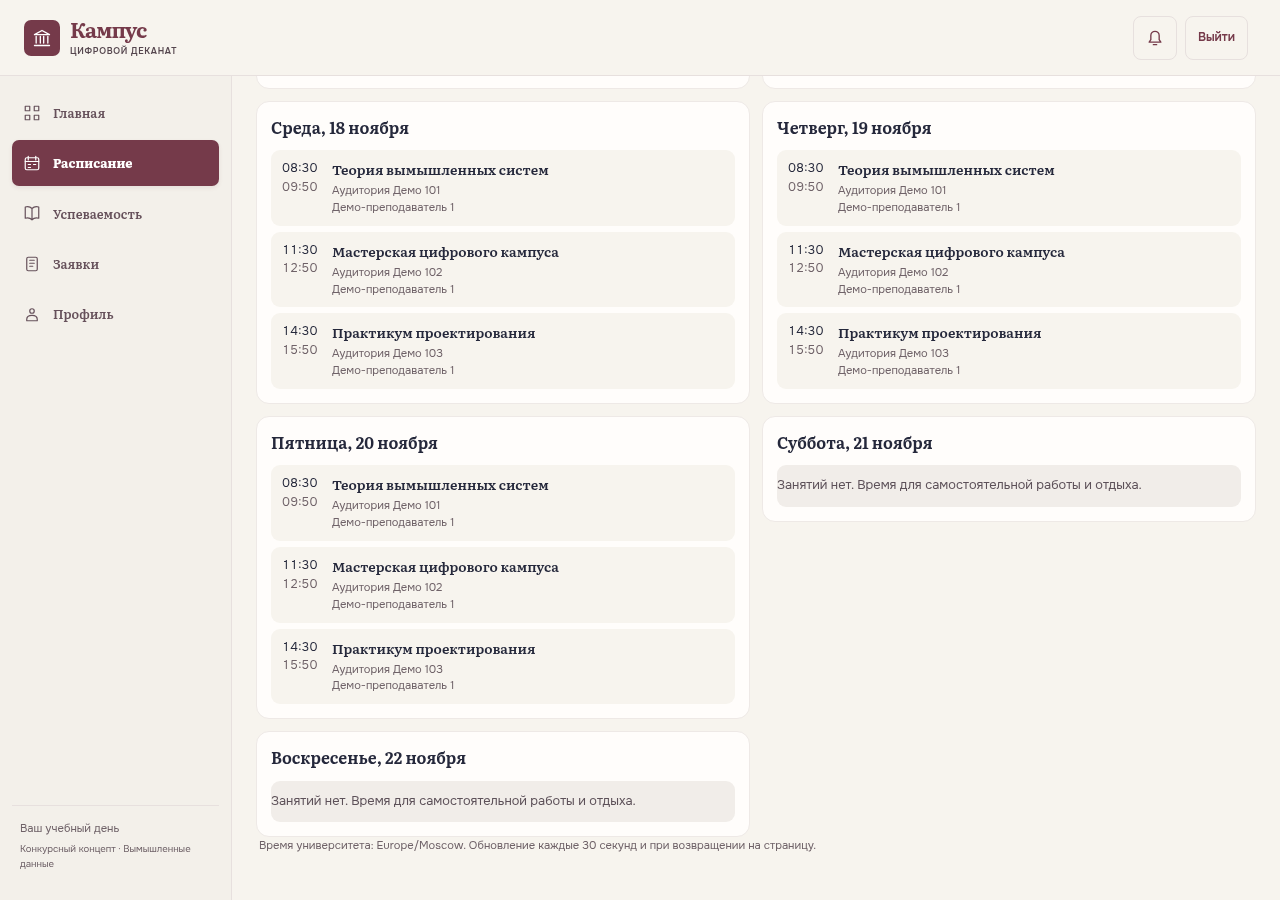 Кампус
ЦИФРОВОЙ ДЕКАНАТ
Выйти
Главная
Расписание
Успеваемость
Заявки
Профиль
Ваш учебный день
Конкурсный концепт · Вымышленные
данные
Среда, 18 ноября
08:30
09:50
Теория вымышленных систем
Аудитория Демо 101
Демо-преподаватель 1
11:30
12:50
Мастерская цифрового кампуса
Аудитория Демо 102
Демо-преподаватель 1
14:30
15:50
Практикум проектирования
Аудитория Демо 103
Демо-преподаватель 1
Четверг, 19 ноября
08:30
09:50
Теория вымышленных систем
Аудитория Демо 101
Демо-преподаватель 1
11:30
12:50
Мастерская цифрового кампуса
Аудитория Демо 102
Демо-преподаватель 1
14:30
15:50
Практикум проектирования
Аудитория Демо 103
Демо-преподаватель 1
Пятница, 20 ноября
08:30
09:50
Теория вымышленных систем
Аудитория Демо 101
Демо-преподаватель 1
11:30
12:50
Мастерская цифрового кампуса
Аудитория Демо 102
Демо-преподаватель 1
14:30
15:50
Практикум проектирования
Аудитория Демо 103
Демо-преподаватель 1
Суббота, 21 ноября
Занятий нет. Время для самостоятельной работы и отдыха.
Воскресенье, 22 ноября
Занятий нет. Время для самостоятельной работы и отдыха.
Время университета: Europe/Moscow. Обновление каждые 30 секунд и при возвращении на страницу.